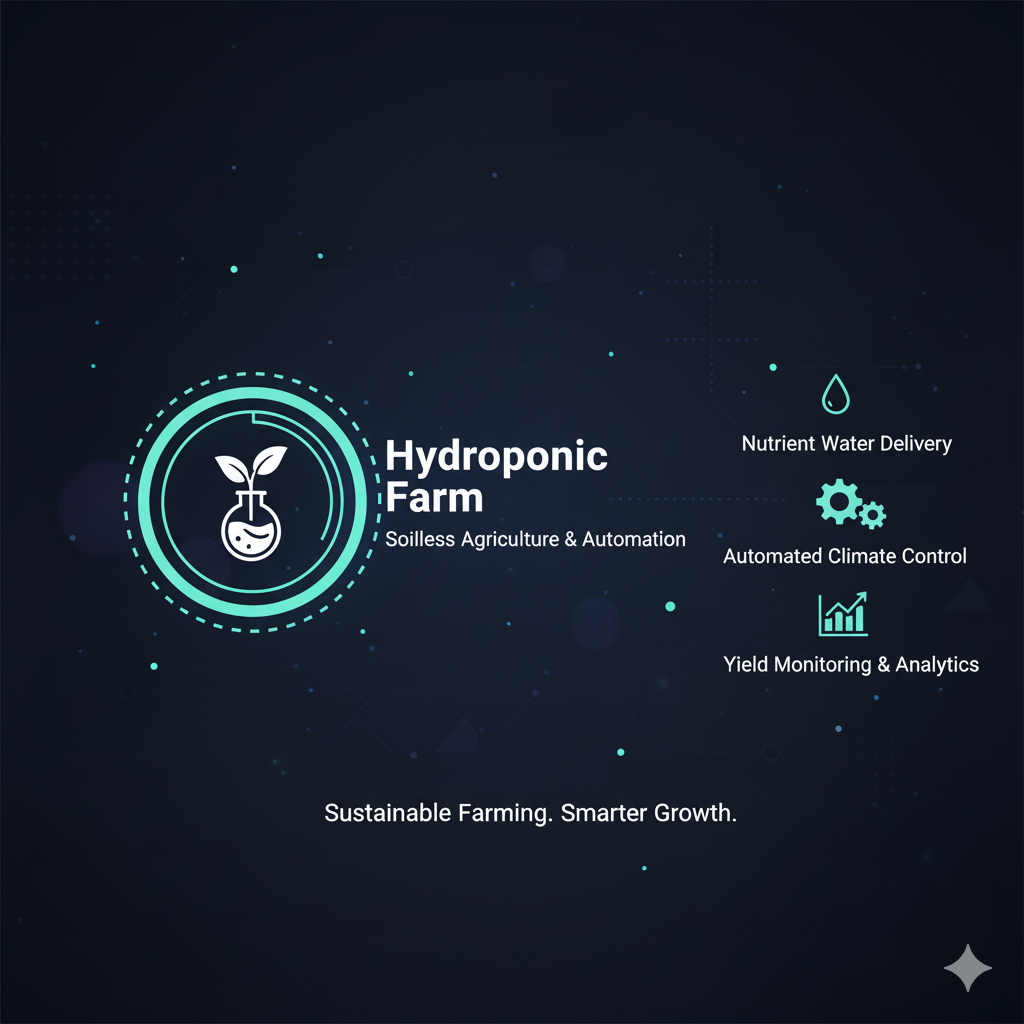 Hydroponic
Farm
Soilless Agriculture & Automation
Nutrient Water Delivery
Automated Climate Control
Yield Monitoring & Analytics
Sustainable Farming. Smarter Growth.